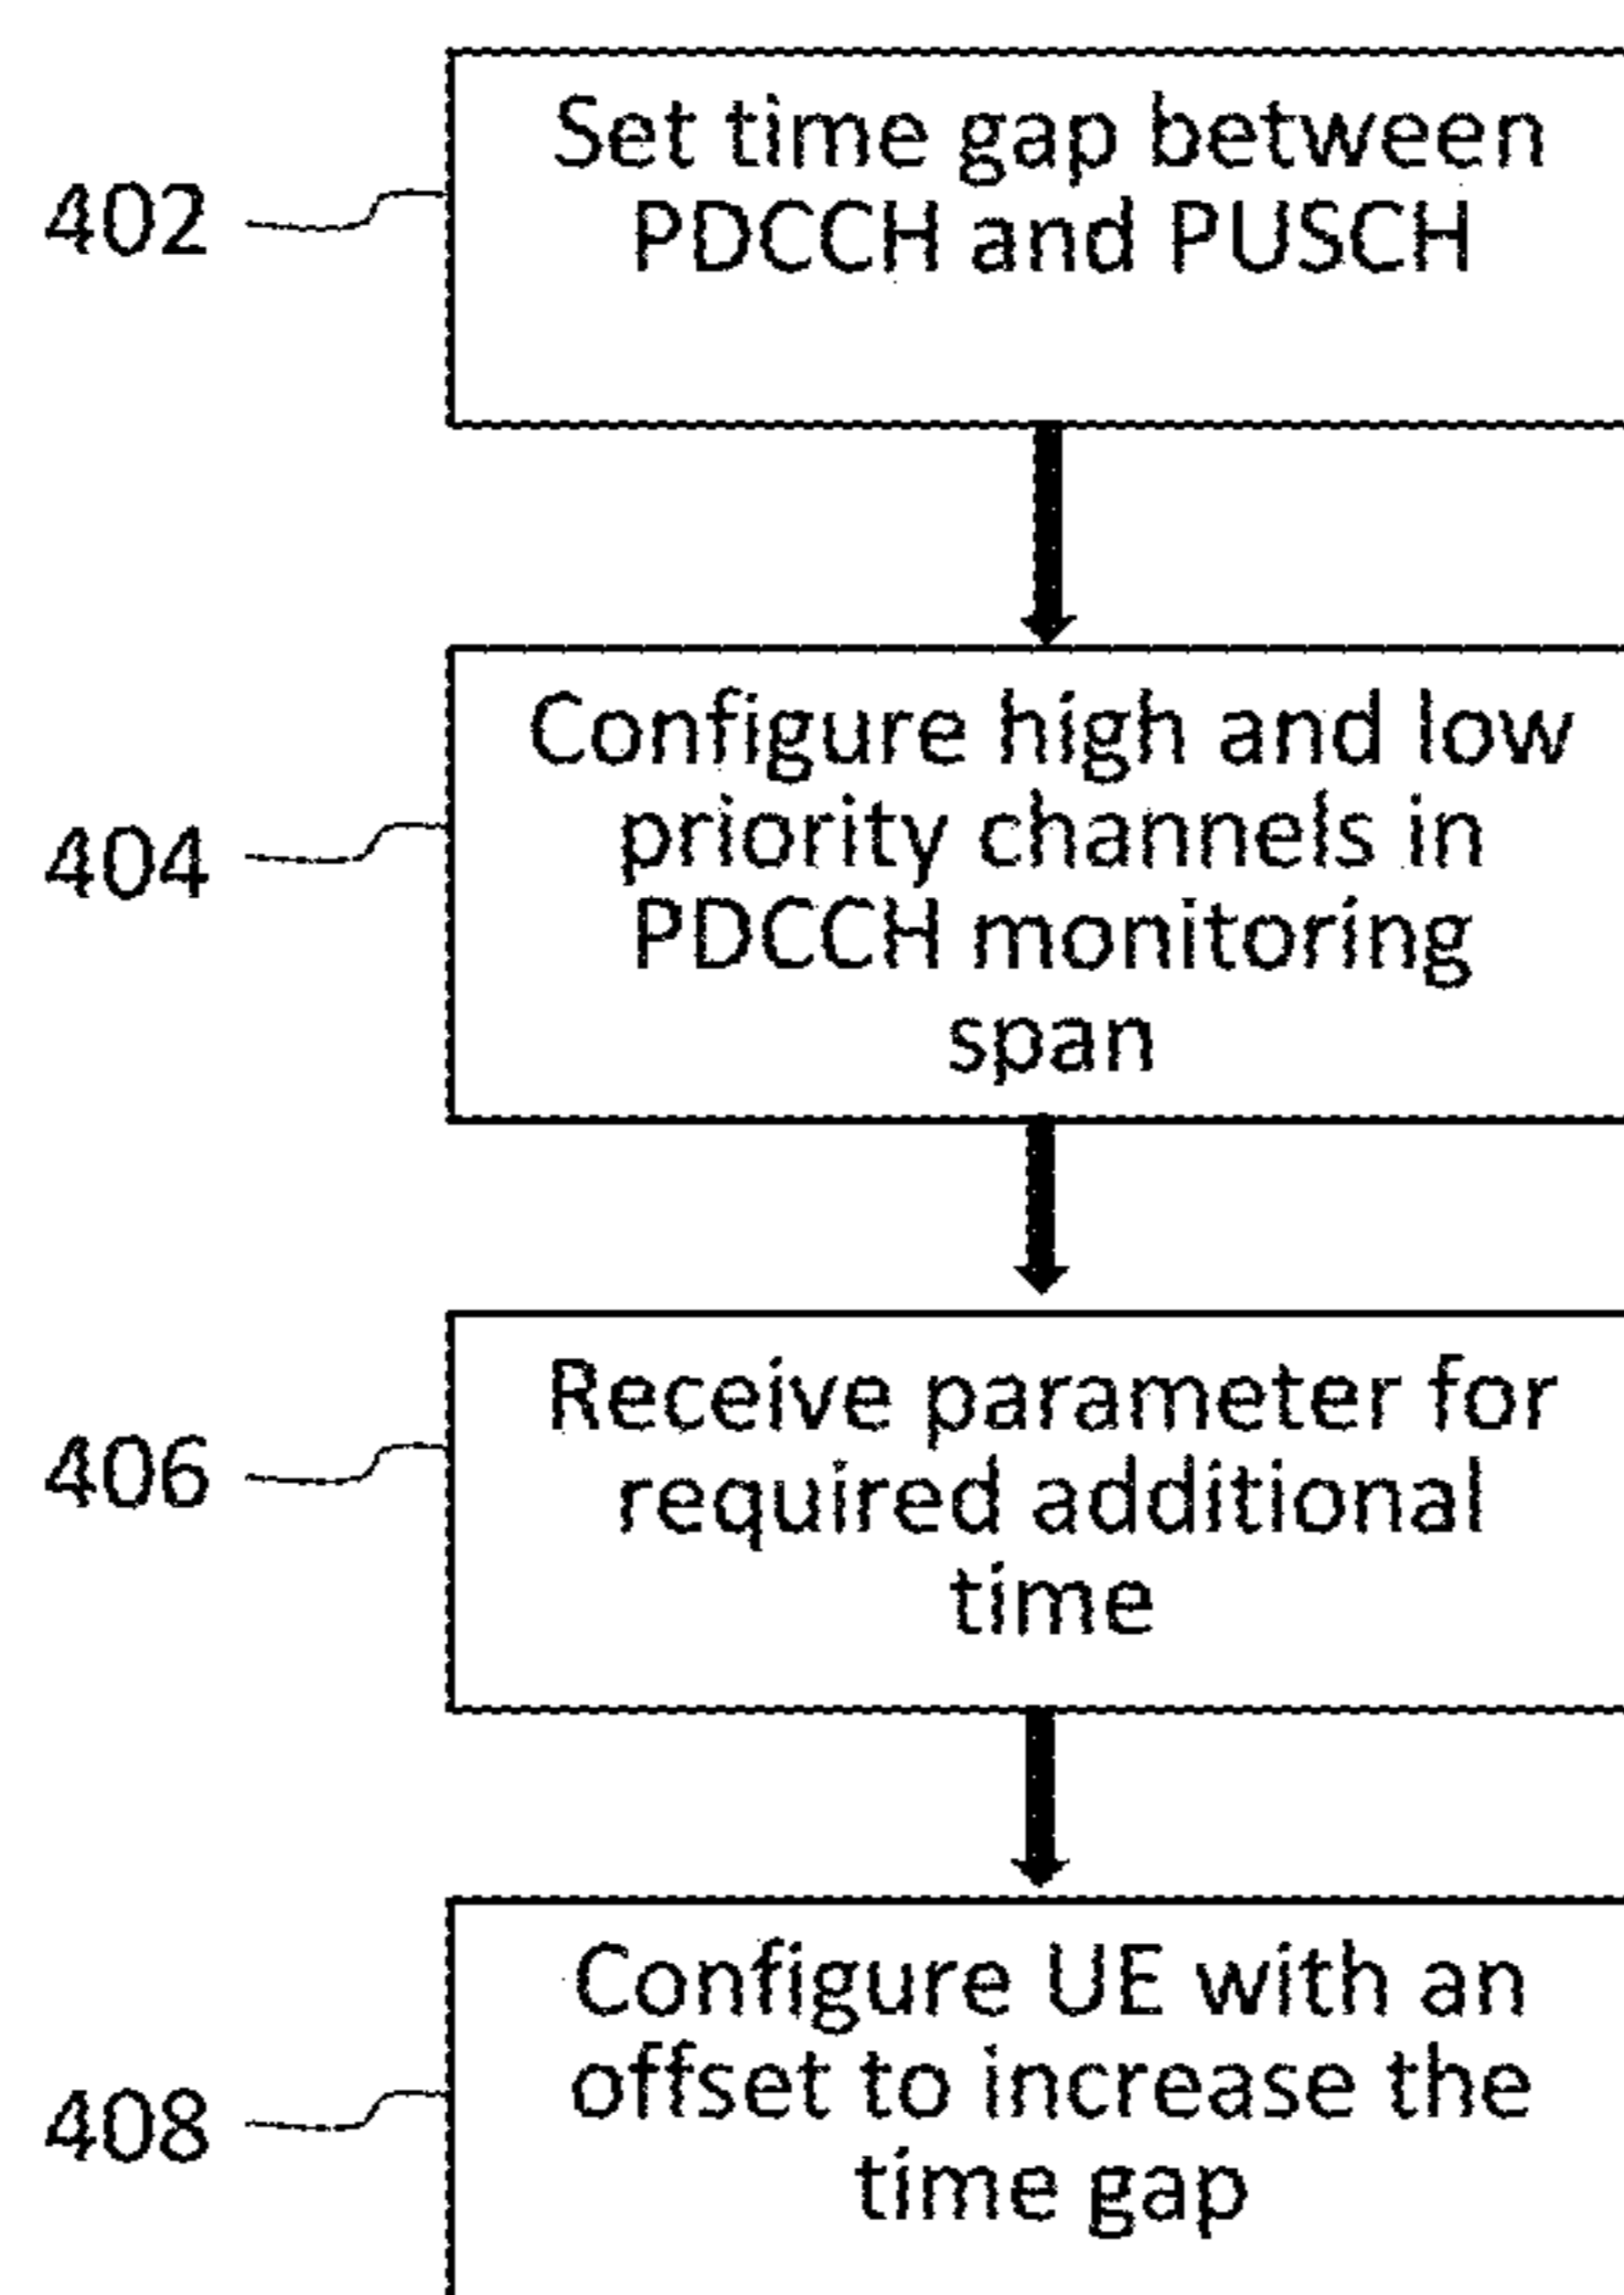 402
Set time gap between
PDCCH and PUSCH
404
Configure high and low
priority channels in
PDCCH monitoring
span
406
Receive parameter for
required additional
time
408
Configure UE with an
offset to increase the
time gap